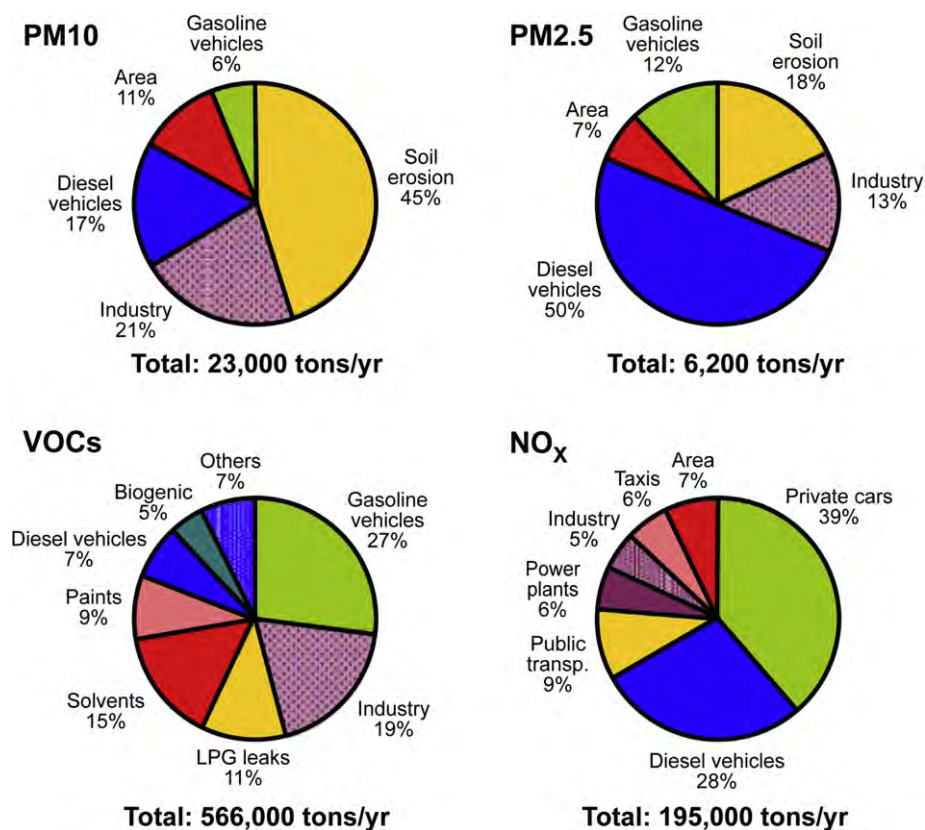 PM10
Gasoline
vehicles
6%
Area
11%
Diesel
vehicles
17%
Industry
21%
Soil
erosion
45%
Total: 23,000 tons/yr
PM2.5
Gasoline
vehicles
12%
Soil
erosion
18%
Area
7%
Industry
13%
Diesel
vehicles
50%
Total: 6,200 tons/yr
VOCs
Others
7%
Biogenic
5%
Diesel vehicles
7%
Paints
9%
Solvents
15%
LPG leaks
11%
Industry
19%
Gasoline
vehicles
27%
Total: 566,000 tons/yr
NOX
Area
7%
Taxis
6%
Industry
5%
Power
plants
6%
Public
transp.
9%
Diesel vehicles
28%
Private cars
39%
Total: 195,000 tons/yr